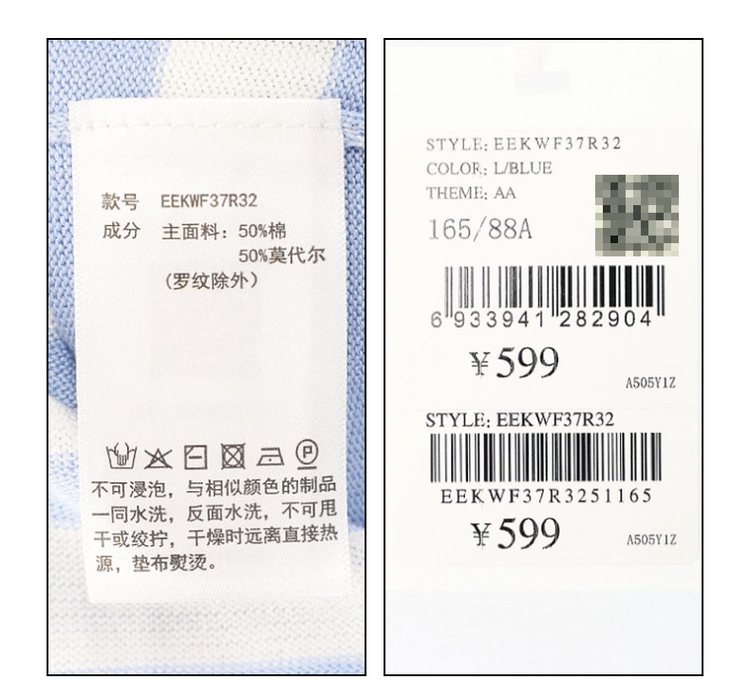 款号 EEKWF37R32
成分 主面料：50%棉
50%莫代尔
（罗纹除外）
P
不可浸泡，与相似颜色的制品
一同水洗，反面水洗，不可甩
干或绞拧，干燥时远离直接热
源，垫布熨烫。
STYLE: EEKWF37R32
COLOR: L/BLUE
THEME: AA
165/88A
6 933941 282904
¥599
A505Y1Z
STYLE: EEKWF37R32
EEKWF37R3251165
¥599
A505Y1Z